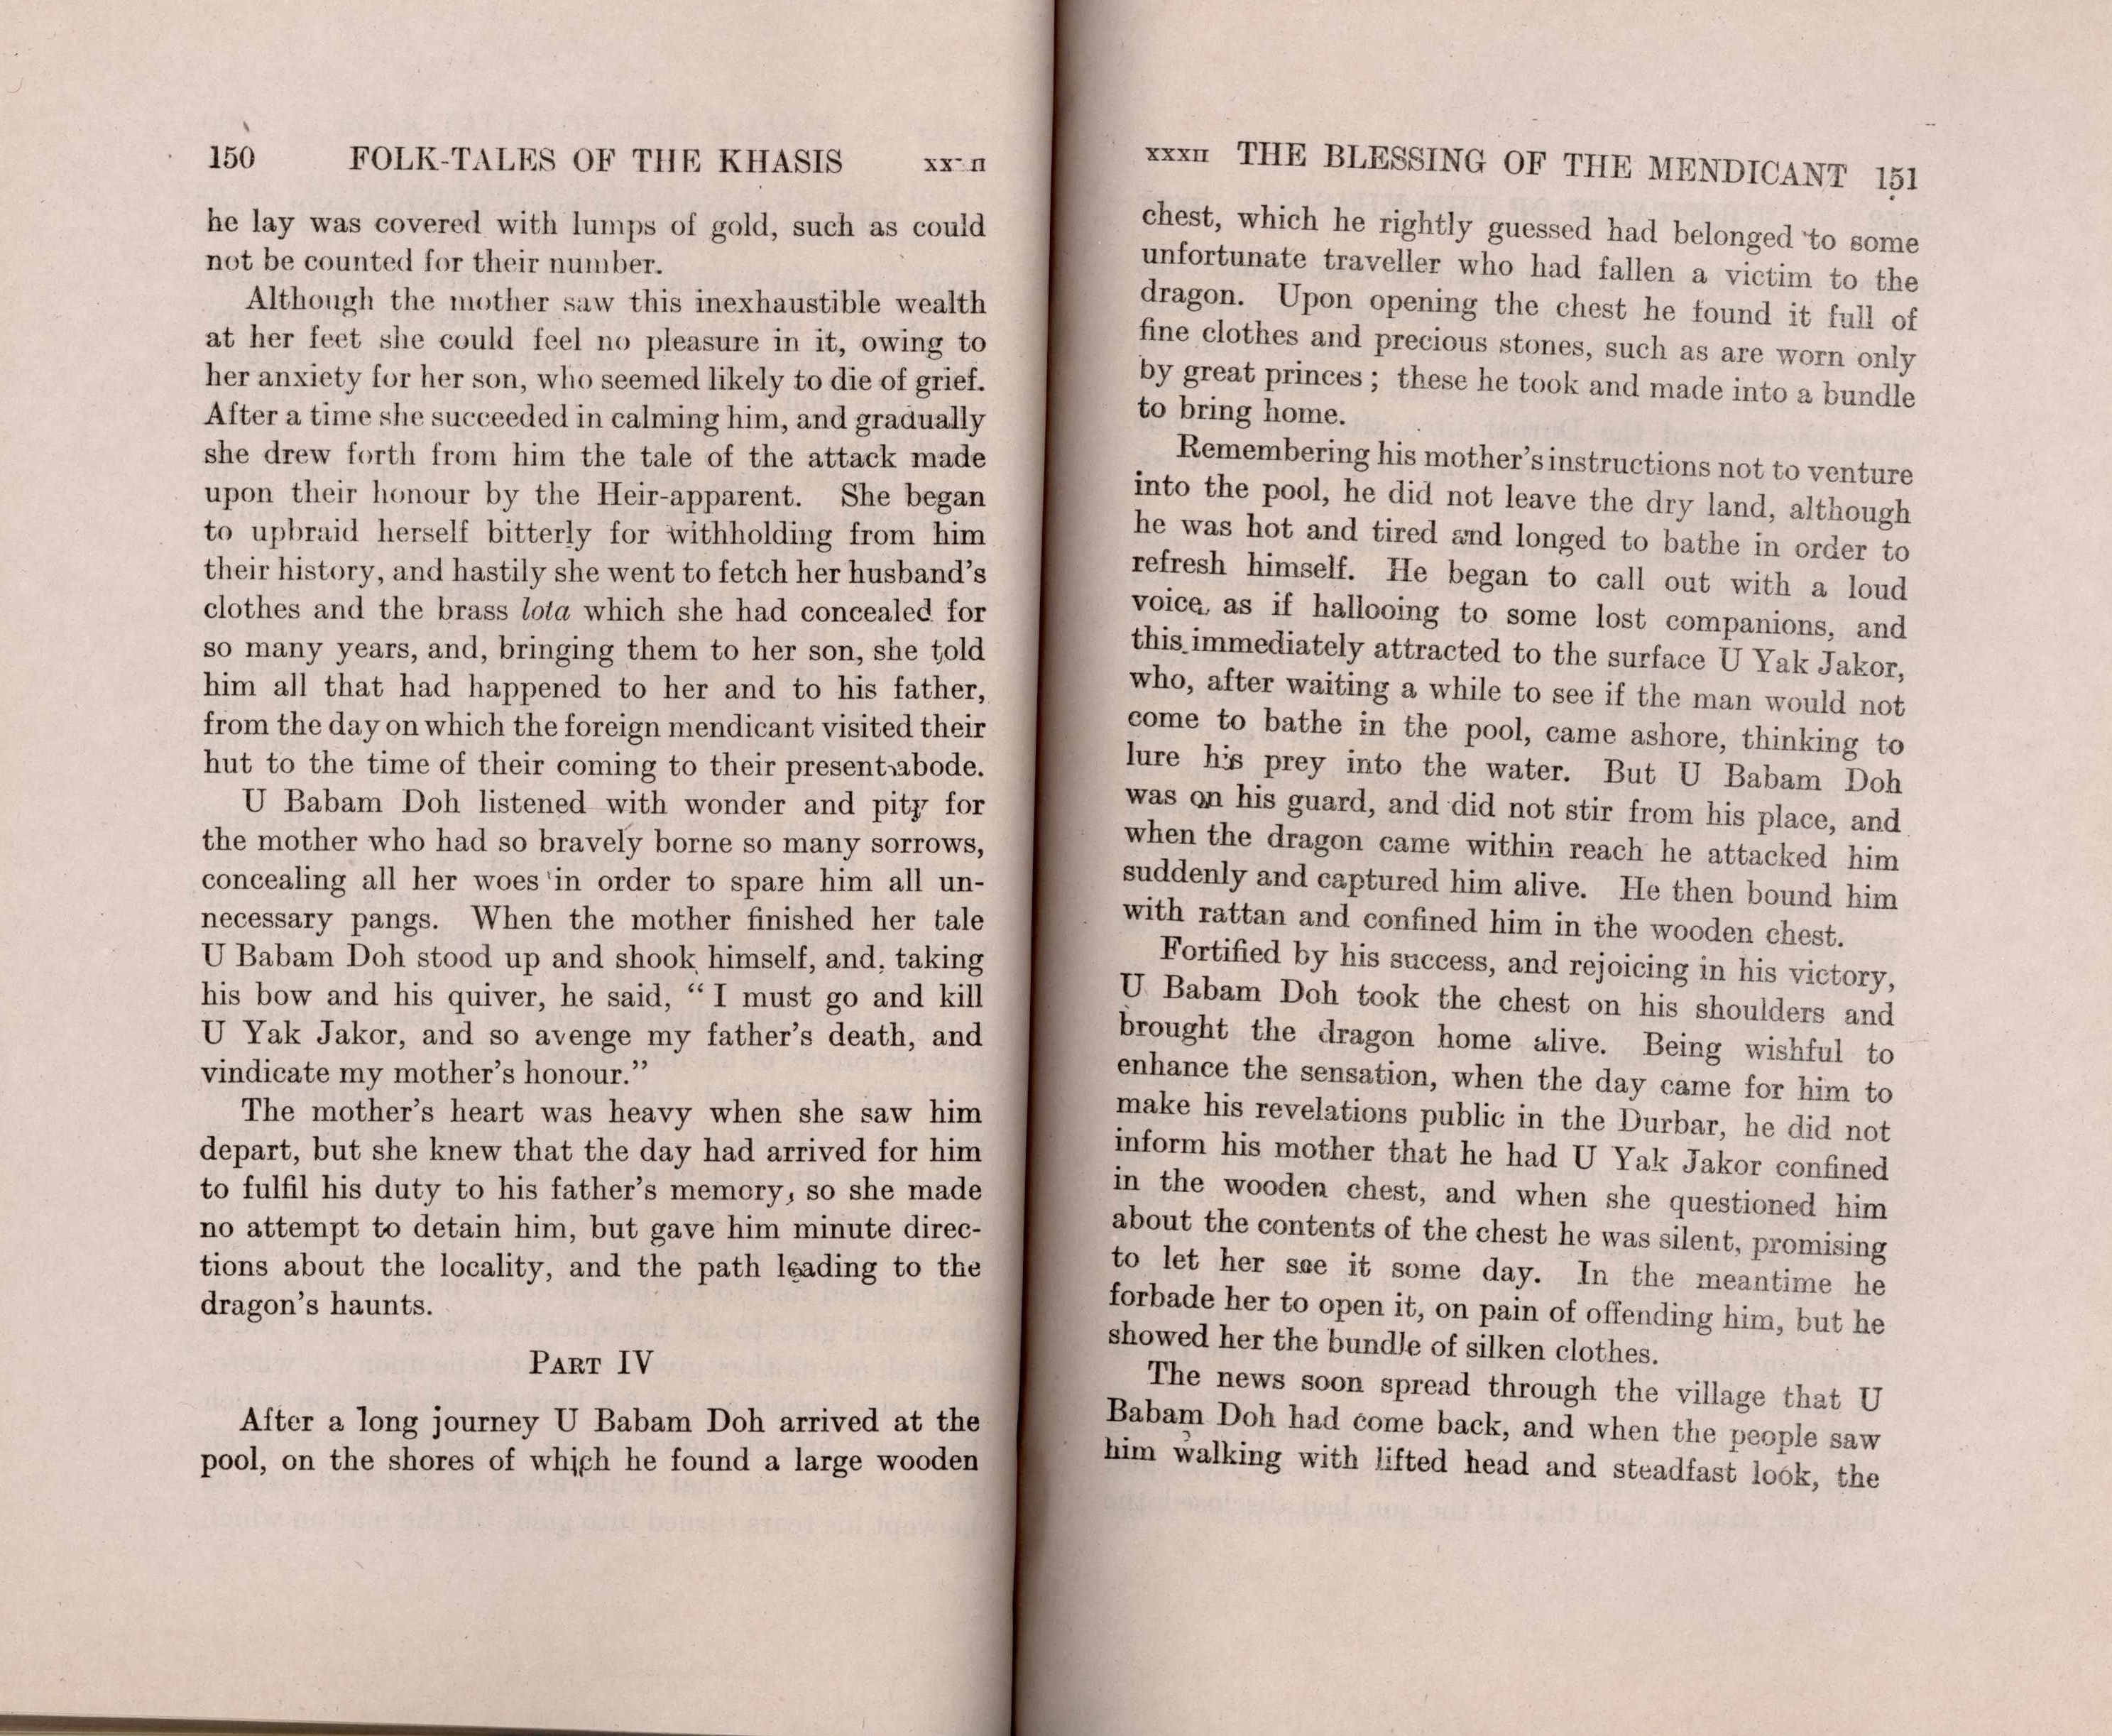 150 FOLK-TALES OF THE KHASIS
he lay was covered with lumps of gold, such as could
not be counted for their number.
Although the mother saw this inexhaustible wealth
at her feet she could feel no pleasure in it, owing to
her anxiety for her son, who seemed likely to die of grief.
After a time she succeeded in calming him, and gradually
she drew forth from him the tale of the attack made
upon their honour by the Heir-apparent. She began
to upbraid herself bitterly for withholding from him
their history, and hastily she went to fetch her husband's
clothes and the brass lota which she had concealed for
so many years, and, bringing them to her son, she told
him all that had happened to her and to his father,
from the day on which the foreign mendicant visited their
hut to the time of their coming to their present abode.
U Babam Doh listened with wonder and pity for
the mother who had so bravely borne so many sorrows,
concealing all her woes in order to spare him all un-
necessary pangs. When the mother finished her tale
U Babam Doh stood up and shook himself, and, taking
his bow and his quiver, he said, "I must go and kill
U Yak Jakor, and so avenge my father's death, and
vindicate my mother's honour."
The mother's heart was heavy when she saw him
depart, but she knew that the day had arrived for him
to fulfil his duty to his father's memory, so she made
no attempt to detain him, but gave him minute direc-
tions about the locality, and the path leading to the
dragon's haunts.
PART IV
After a long journey U Babam Doh arrived at the
pool, on the shores of which he found a large wooden
XXXII THE BLESSING OF THE MENDICANT 151
chest, which he rightly guessed had belonged to some
unfortunate traveller who had fallen a victim to the
dragon. Upon opening the chest he found it full of
fine clothes and precious stones, such as are worn only
by great princes; these he took and made into a bundle
to bring home.
Remembering his mother's instructions not to venture
into the pool, he did not leave the dry land, although
he was hot and tired and longed to bathe in order to
refresh himself. He began to call out with a loud
voice, as if hallooing to some lost companions, and
this immediately attracted to the surface U Yak Jakor,
who, after waiting a while to see if the man would not
come to bathe in the pool, came ashore, thinking to
lure his prey into the water. But U Babam Doh
was on his guard, and did not stir from his place, and
when the dragon came within reach he attacked him
suddenly and captured him alive. He then bound him
with rattan and confined him in the wooden chest.
Fortified by his success, and rejoicing in his victory,
U Babam Doh took the chest on his shoulders and
brought the dragon home alive. Being wishful to
enhance the sensation, when the day came for him to
make his revelations public in the Durbar, he did not
inform his mother that he had U Yak Jakor confined
in the wooden chest, and when she questioned him
about the contents of the chest he was silent, promising
to let her see it some day. In the meantime he
forbade her to open it, on pain of offending him, but he
showed her the bundle of silken clothes.
The news soon spread through the village that U
Babam Doh had come back, and when the people saw
him walking with lifted head and steadfast look, the